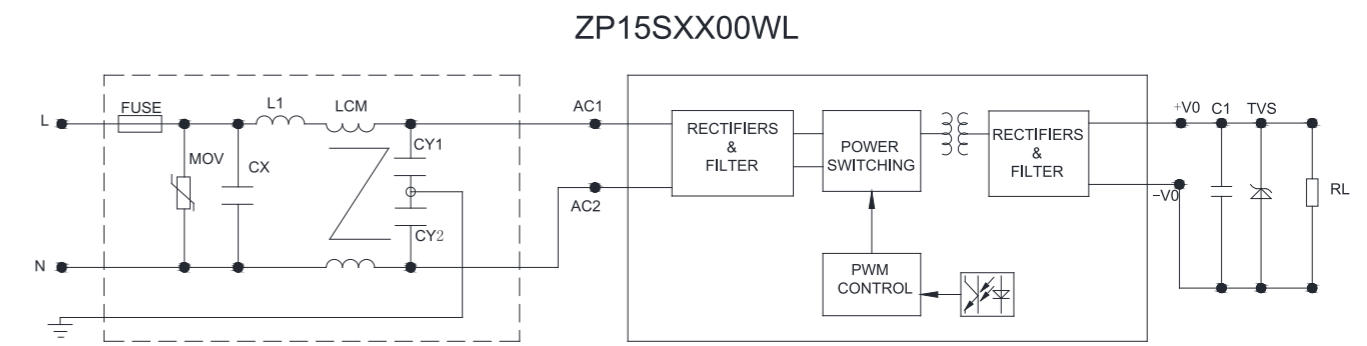 ZP15SXX00WL
L
FUSE
MOV
CX
L1
LCM
CY1
CY2
N
AC1
AC2
RECTIFIERS
&
FILTER
POWER
SWITCHING
RECTIFIERS
&
FILTER
PWM
CONTROL
+V0
C1
TVS
−V0
RL